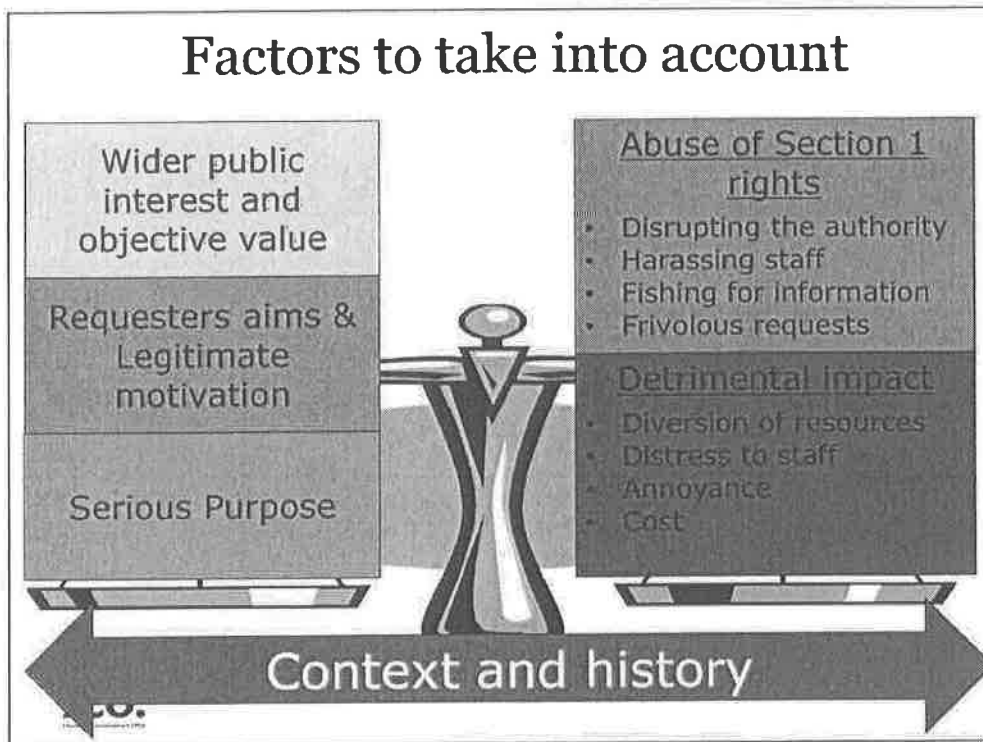 Factors to take into account
Wider public
interest and
objective value
Requesters aims &
Legitimate
motivation
Serious Purpose
Abuse of Section 1
rights
• Disrupting the authority
• Harassing staff
• Fishing for information
• Frivolous requests
Detrimental impact
• Diversion of resources
• Distress to staff
• Annoyance
• Cost
Context and history